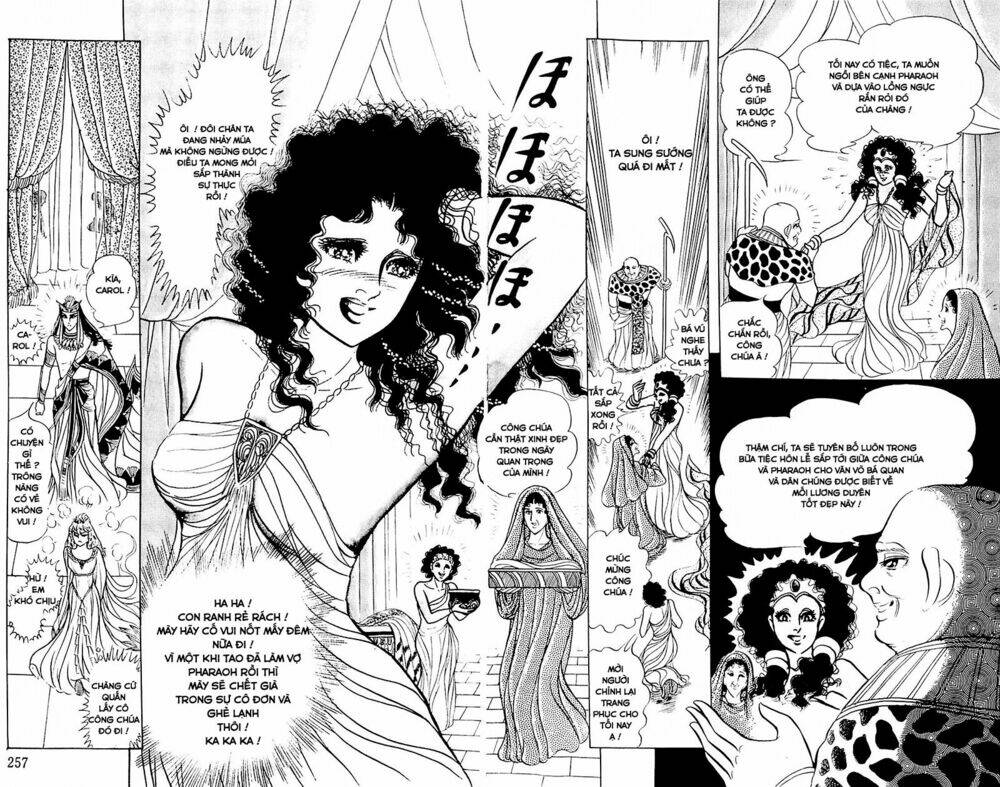 TỐI NAY CÓ TIỆC, TA MUỐN
NGỒI BÊN CẠNH PHARAOH
VÀ DỰA VÀO LỒNG NGỰC
RẮN RỎI ĐÓ
CỦA CHÀNG !
ÔNG
CÓ THỂ
GIÚP
TA ĐƯỢC
KHÔNG ?
CHẮC
CHẮN RỒI,
CÔNG
CHÚA Ạ !
THẬM CHÍ, TA SẼ TUYÊN BỐ LUÔN TRONG
BỮA TIỆC HÔN LỄ SẮP TỚI GIỮA CÔNG CHÚA
VÀ PHARAOH CHO VĂN VÕ BÁ QUAN
VÀ DÂN CHÚNG ĐƯỢC BIẾT VỀ
MỐI LƯƠNG DUYÊN
TỐT ĐẸP NÀY !
ÔI !
TA SUNG SƯỚNG
QUÁ ĐI MẤT !
BÀ VÚ
NGHE
THẤY
CHƯA ?
TẤT CẢ
SẮP
XONG
RỒI !
CHÚC
MỪNG
CÔNG
CHÚA !
MỜI
NGƯỜI
CHỈNH LẠI
TRANG
PHỤC CHO
TỐI NAY
Ạ !
ほほほほ・・・
ÔI ! ĐÔI CHÂN TA
ĐANG NHẢY MÚA
MÀ KHÔNG NGỪNG ĐƯỢC !
ĐIỀU TA MONG MỎI
SẮP THÀNH
SỰ THỰC
RỒI !
CÔNG CHÚA
CẦN THẬT XINH ĐẸP
TRONG NGÀY
QUAN TRỌNG
CỦA MÌNH !
HA HA !
CON RANH RẺ RÁCH !
MÀY HÃY CỐ VUI NỐT MẤY ĐÊM
NỮA ĐI !
VÌ MỘT KHI TAO ĐÃ LÀM VỢ
PHARAOH RỒI THÌ
MÀY SẼ CHẾT GIÀ
TRONG SỰ CÔ ĐƠN VÀ
GHẺ LẠNH
THÔI !
KA KA KA !
KÌA,
CAROL !
CA-
ROL !
CÓ
CHUYỆN
GÌ
THẾ ?
TRÔNG
NÀNG
CÓ VẺ
KHÔNG
VUI !
HỪ !
EM
KHÓ CHỊU
CHÀNG CỨ
QUẤN
LẤY CÔ
CÔNG CHÚA
ĐÓ ĐI !
257